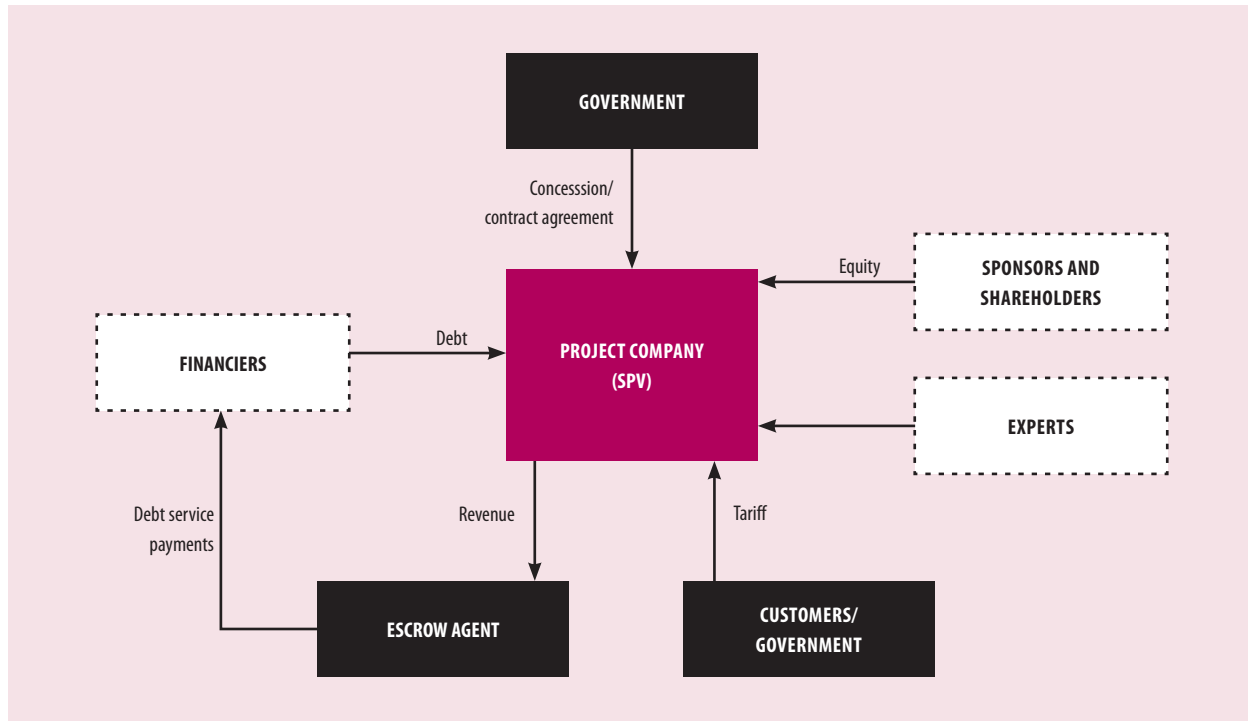 GOVERNMENT
Concesssion/
contract agreement
Equity
SPONSORS AND
SHAREHOLDERS
FINANCIERS
Debt
PROJECT COMPANY
(SPV)
EXPERTS
Debt service
payments
Revenue
Tariff
ESCROW AGENT
CUSTOMERS/
GOVERNMENT